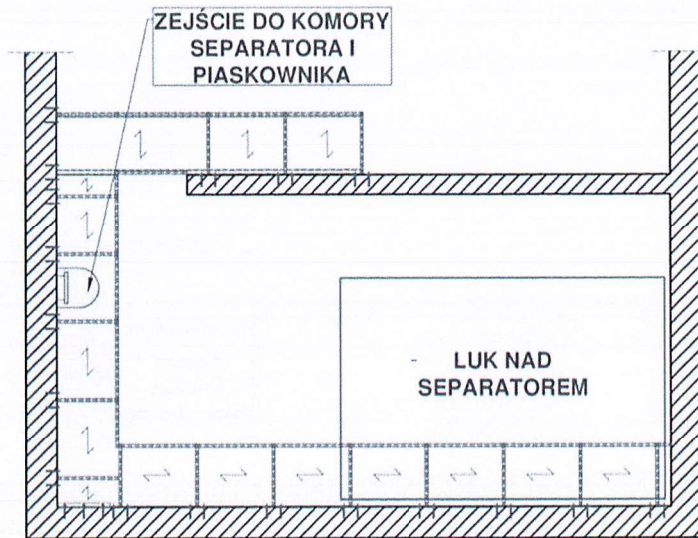 ZEJŚCIE DO KOMORY
SEPARATORA I
PIASKOWNIKA
LUK NAD
SEPARATOREM